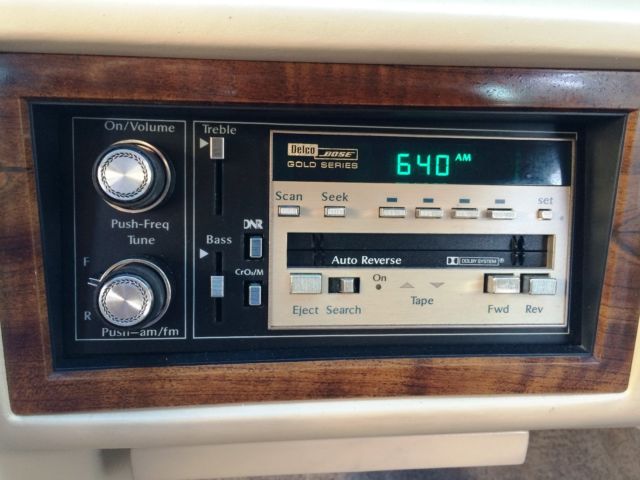 On/Volume
Push-Freq
Tune
F
R
Push-am/fm
Treble
Bass
DNR
CrO₂/M
Delco BOSE
GOLD SERIES
640 AM
Scan Seek set
Auto Reverse DOLBY SYSTEM®
On
Eject Search Tape Fwd Rev